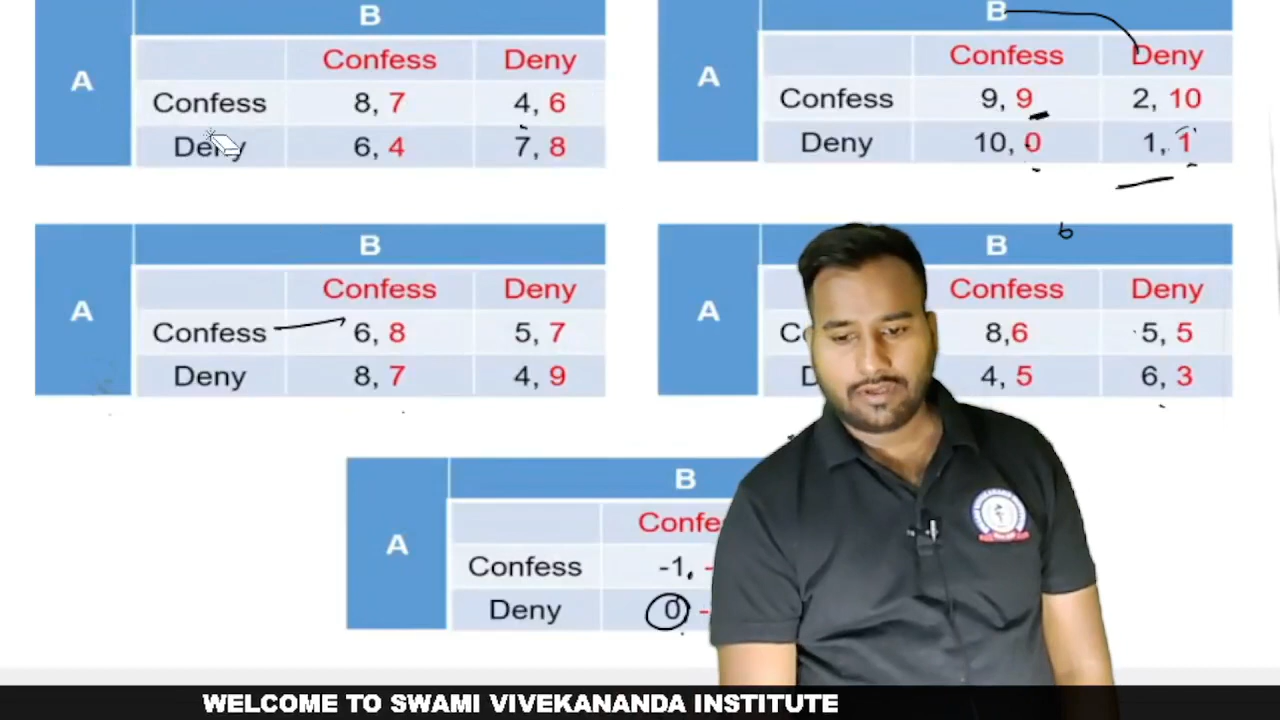 B
Confess Deny
A
Confess 8, 7 4, 6
Deny 6, 4 7, 8
B
Confess Deny
A
Confess 9, 9 2, 10
Deny 10, 0 1, 1
B
Confess Deny
A
Confess 6, 8 5, 7
Deny 8, 7 4, 9
6
B
Confess Deny
A
8,6 5, 5
4, 5 6, 3
B
A
Confess -1,
Deny 0
WELCOME TO SWAMI VIVEKANANDA INSTITUTE